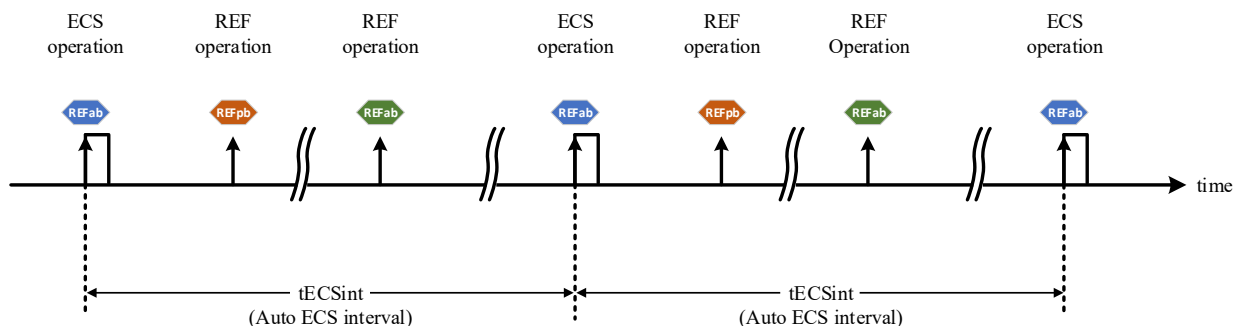 ECS
operation
REF
operation
REF
operation
ECS
operation
REF
operation
REF
Operation
ECS
operation
REFab
REFpb
REFab
REFab
REFpb
REFab
REFab
time
tECSint
(Auto ECS interval)
tECSint
(Auto ECS interval)